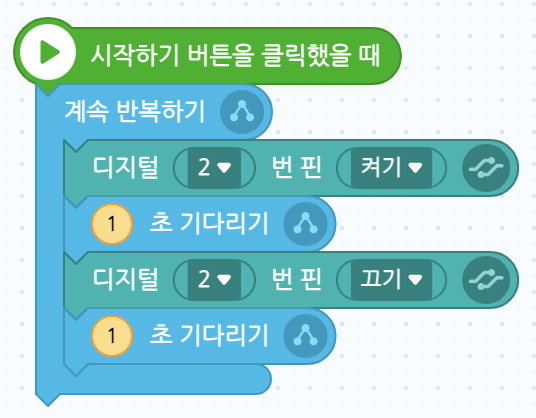 시작하기 버튼을 클릭했을 때
계속 반복하기
디지털 2 번 핀 켜기
1 초 기다리기
디지털 2 번 핀 끄기
1 초 기다리기